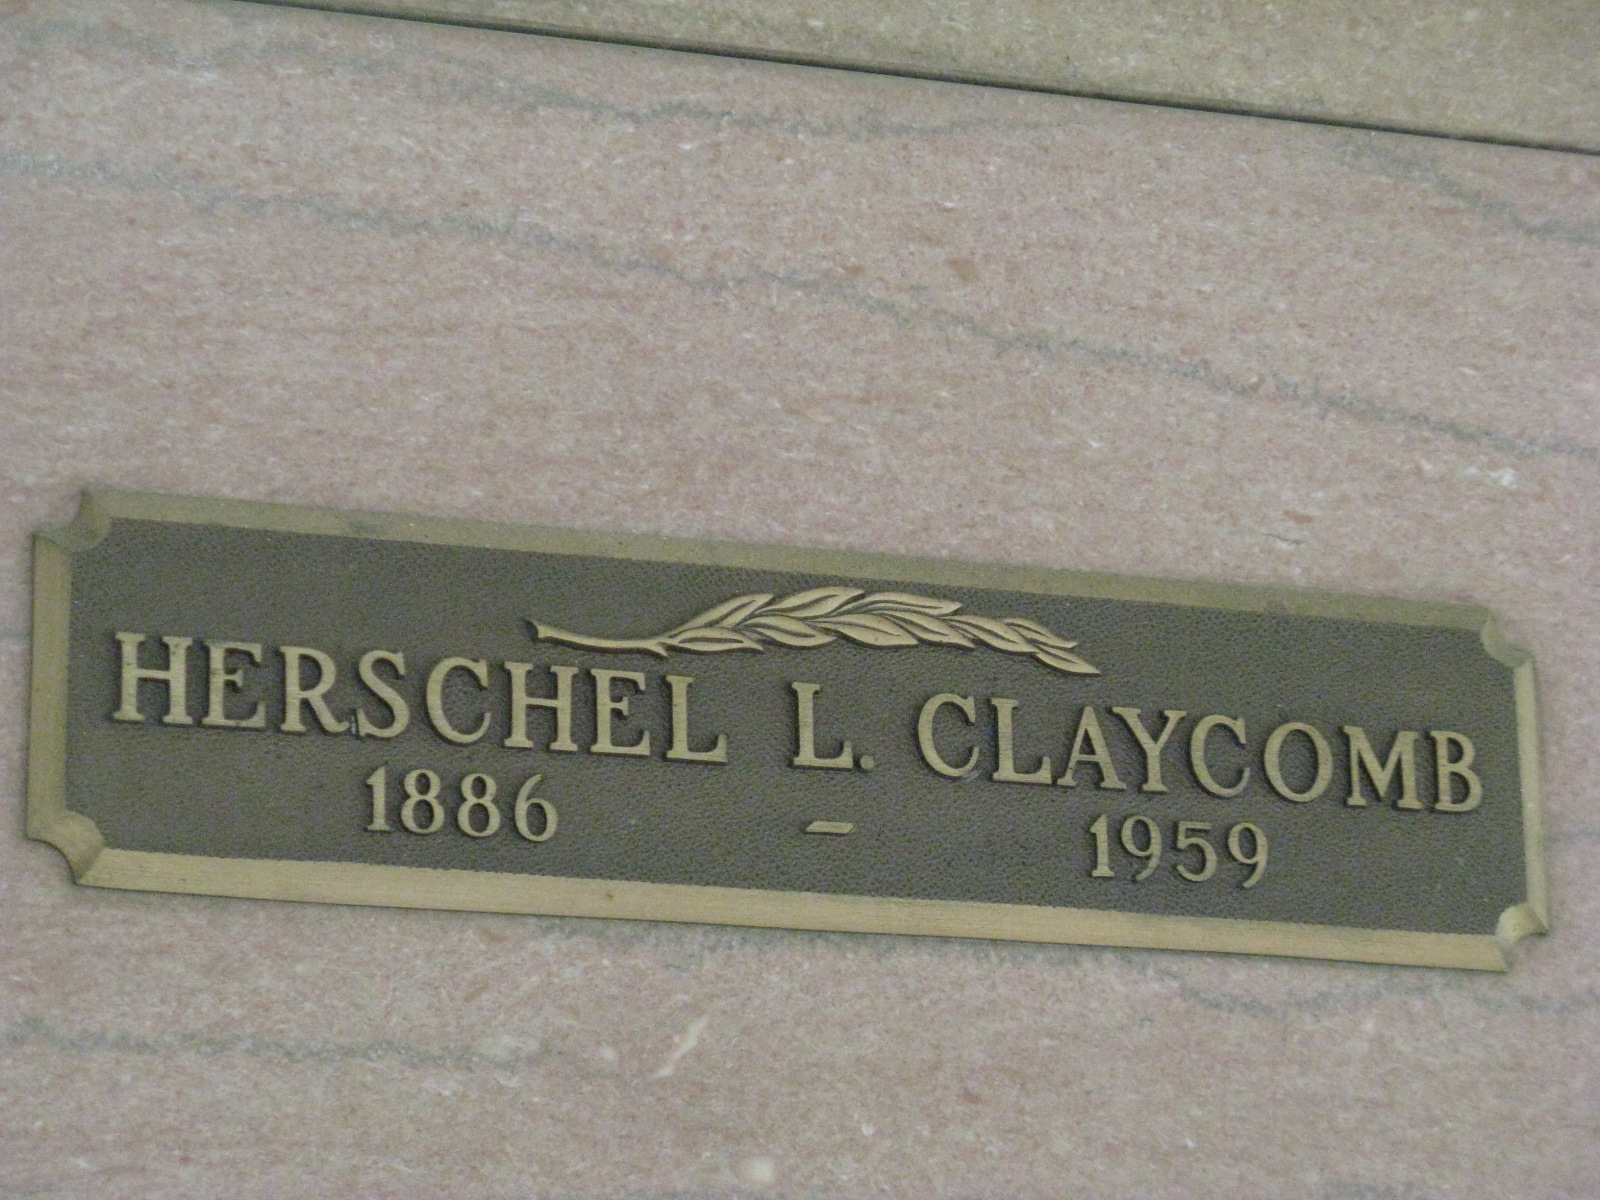 HERSCHEL L. CLAYCOMB
1886 - 1959